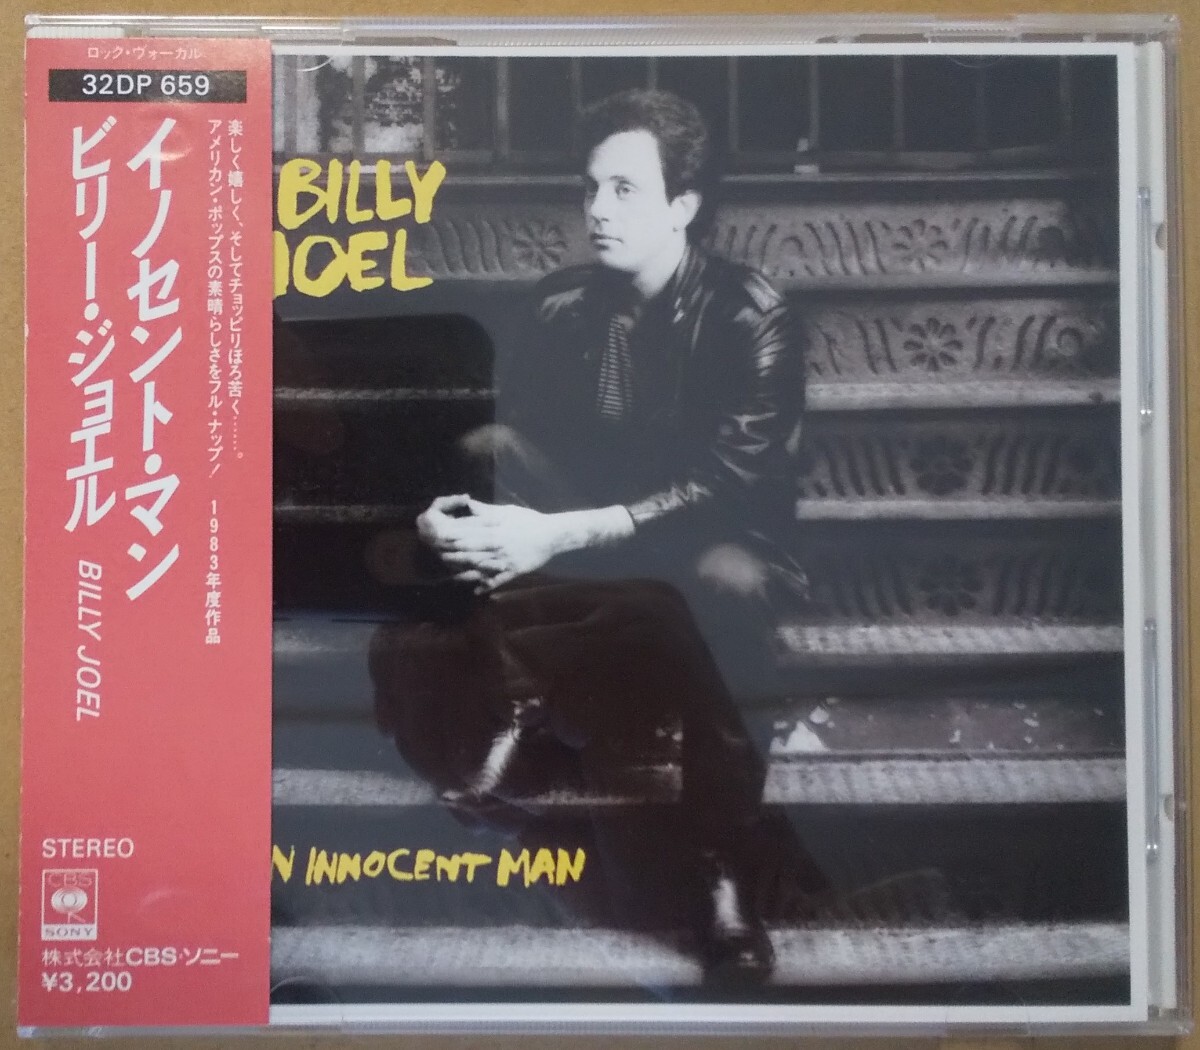 ロック・ヴォーカル
32DP 659
楽しく嬉しく、そしてチョッピリほろ苦く……。
アメリカン・ポップスの素晴らしさをフル・ナップ! 1983年度作品
イノセント・マン
ビリー・ジョエル BILLY JOEL
STEREO
CBS
SONY
株式会社CBS・ソニー
¥3,200
BILLY
JOEL
N INNOCENT MAN